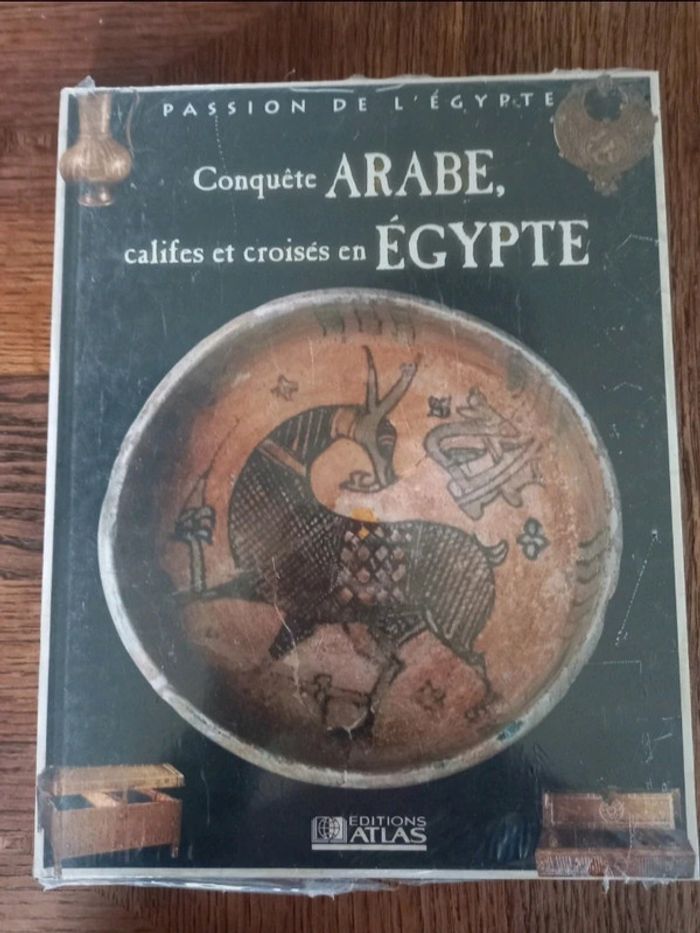 PASSION DE L'ÉGYPTE
Conquête ARABE,
califes et croisés en ÉGYPTE
EDITIONS
ATLAS